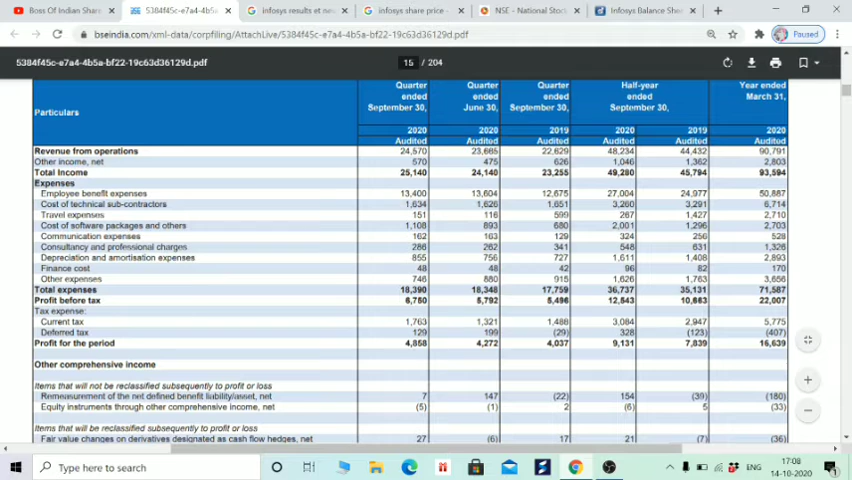 Boss Of Indian Share
5384f45c-e7a4-4b5a
infosys results et ne
infosys share price -
NSE - National Stock
Infosys Balance Shee
bseindia.com/xml-data/corpfiling/AttachLive/5384f45c-e7a4-4b5a-bf22-19c63d36129d.pdf
Paused
5384f45c-e7a4-4b5a-bf22-19c63d36129d.pdf
15 / 204
Particulars Quarter ended September 30, Quarter ended June 30, Quarter ended September 30, Half-year ended September 30, Year ended March 31,
2020 2020 2019 2020 2019 2020
Audited Audited Audited Audited Audited Audited
Revenue from operations 24,570 23,665 22,629 48,234 44,432 90,791
Other income, net 570 475 626 1,046 1,362 2,803
Total Income 25,140 24,140 23,255 49,280 45,794 93,594
Expenses
Employee benefit expenses 13,400 13,604 12,675 27,004 24,977 50,887
Cost of technical sub-contractors 1,634 1,626 1,651 3,260 3,291 6,714
Travel expenses 151 116 599 267 1,427 2,710
Cost of software packages and others 1,108 893 680 2,001 1,296 2,703
Communication expenses 162 163 129 324 256 528
Consultancy and professional charges 286 262 341 548 631 1,326
Depreciation and amortisation expenses 855 756 727 1,611 1,408 2,893
Finance cost 48 48 42 96 82 170
Other expenses 746 880 915 1,626 1,763 3,656
Total expenses 18,390 18,348 17,759 36,737 35,131 71,587
Profit before tax 6,750 5,792 5,496 12,543 10,663 22,007
Tax expense:
Current tax 1,763 1,321 1,488 3,084 2,947 5,775
Deferred tax 129 199 (29) 328 (123) (407)
Profit for the period 4,858 4,272 4,037 9,131 7,839 16,639
Other comprehensive income
Items that will not be reclassified subsequently to profit or loss
Remeasurement of the net defined benefit liability/asset, net 7 147 (22) 154 (39) (180)
Equity instruments through other comprehensive income, net (5) (1) 2 (6) 5 (33)
Items that will be reclassified subsequently to profit or loss
Fair value changes on derivatives designated as cash flow hedges, net 27 (6) 17 21 (7) (36)
Type here to search
ENG
17:08
14-10-2020